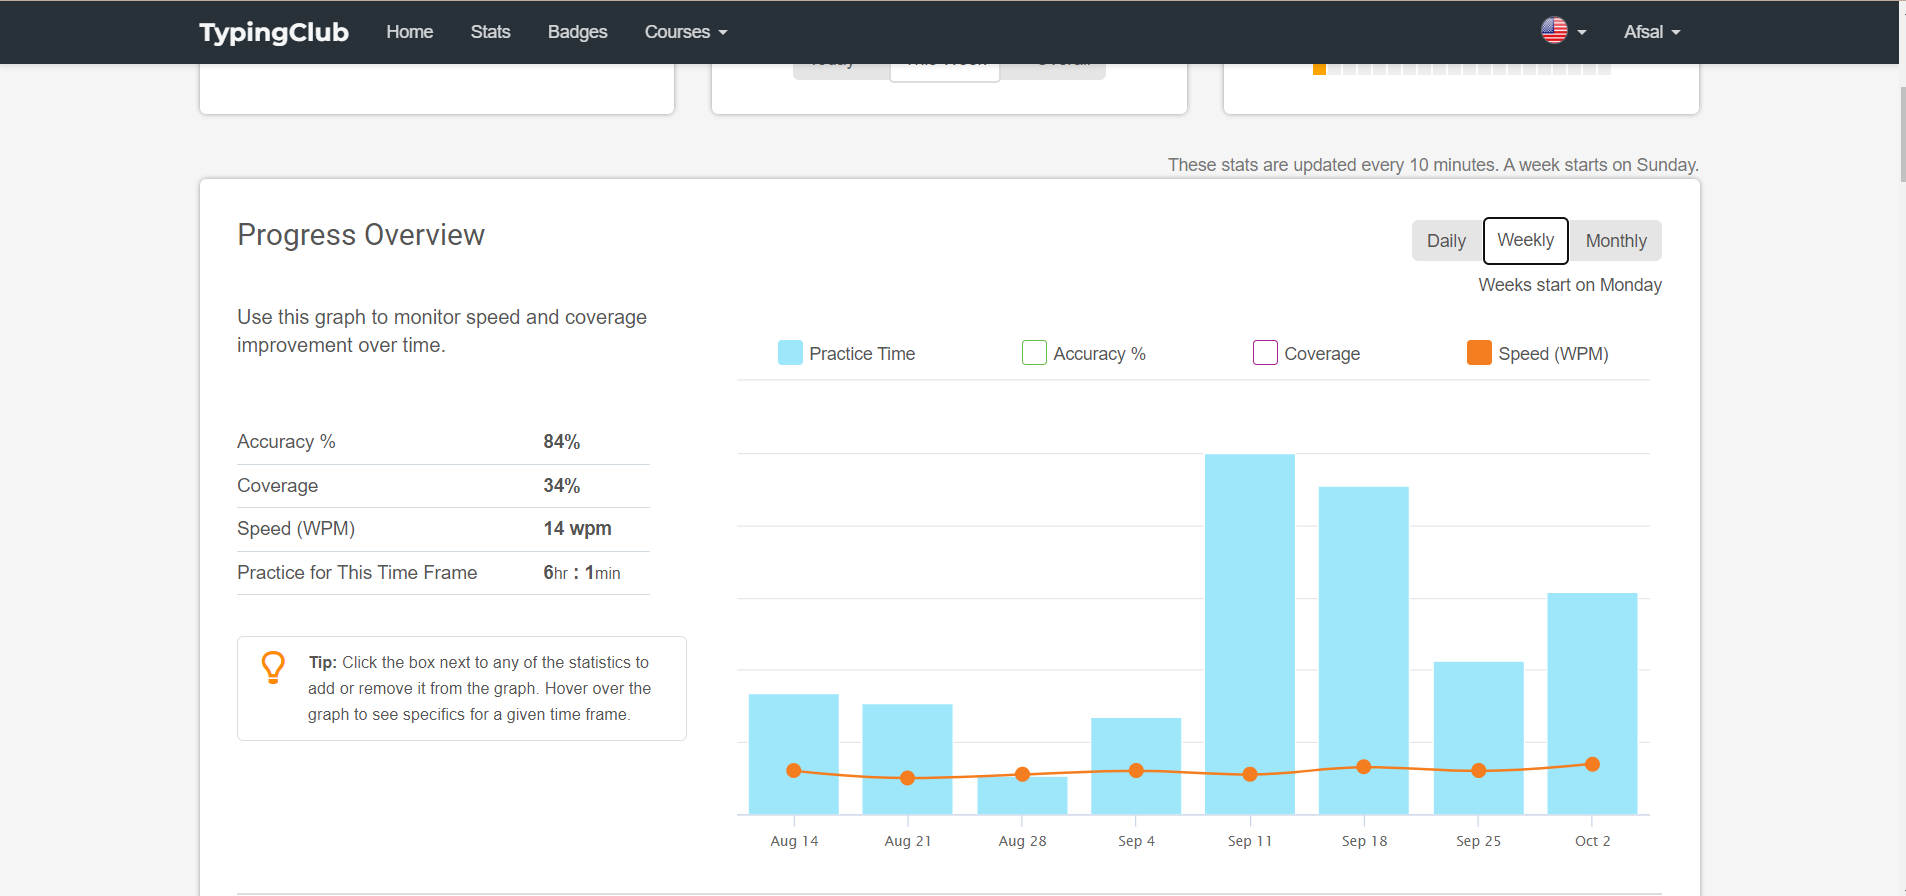 TypingClub Home Stats Badges Courses Afsal
Today This Week Overall
These stats are updated every 10 minutes. A week starts on Sunday.
Progress Overview
Daily Weekly Monthly
Weeks start on Monday
Use this graph to monitor speed and coverage
improvement over time.
Practice Time Accuracy % Coverage Speed (WPM)
Accuracy % 84%
Coverage 34%
Speed (WPM) 14 wpm
Practice for This Time Frame 6hr : 1min
Tip: Click the box next to any of the statistics to
add or remove it from the graph. Hover over the
graph to see specifics for a given time frame.
Aug 14 Aug 21 Aug 28 Sep 4 Sep 11 Sep 18 Sep 25 Oct 2